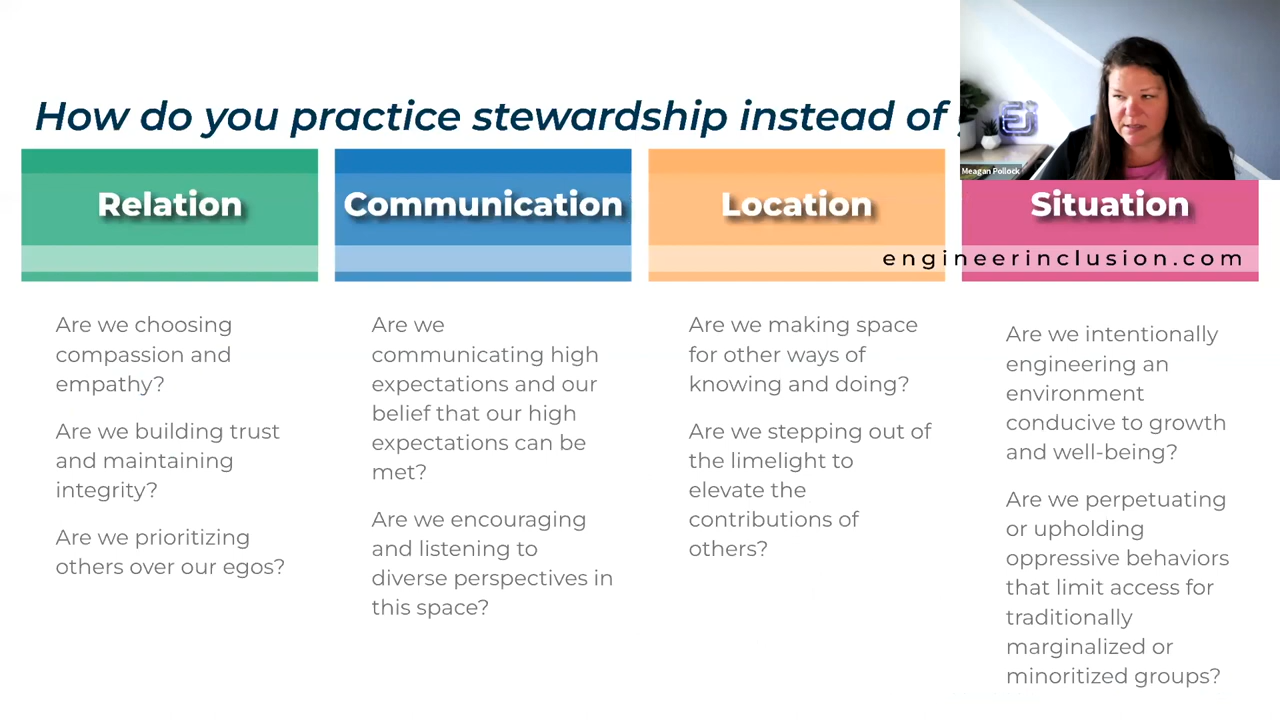 How do you practice stewardship instead of
Meagan Pollock
Relation
Communication
Location
Situation
engineerinclusion.com
Are we choosing
compassion and
empathy?
Are we building trust
and maintaining
integrity?
Are we prioritizing
others over our egos?
Are we
communicating high
expectations and our
belief that our high
expectations can be
met?
Are we encouraging
and listening to
diverse perspectives in
this space?
Are we making space
for other ways of
knowing and doing?
Are we stepping out of
the limelight to
elevate the
contributions of
others?
Are we intentionally
engineering an
environment
conducive to growth
and well-being?
Are we perpetuating
or upholding
oppressive behaviors
that limit access for
traditionally
marginalized or
minoritized groups?